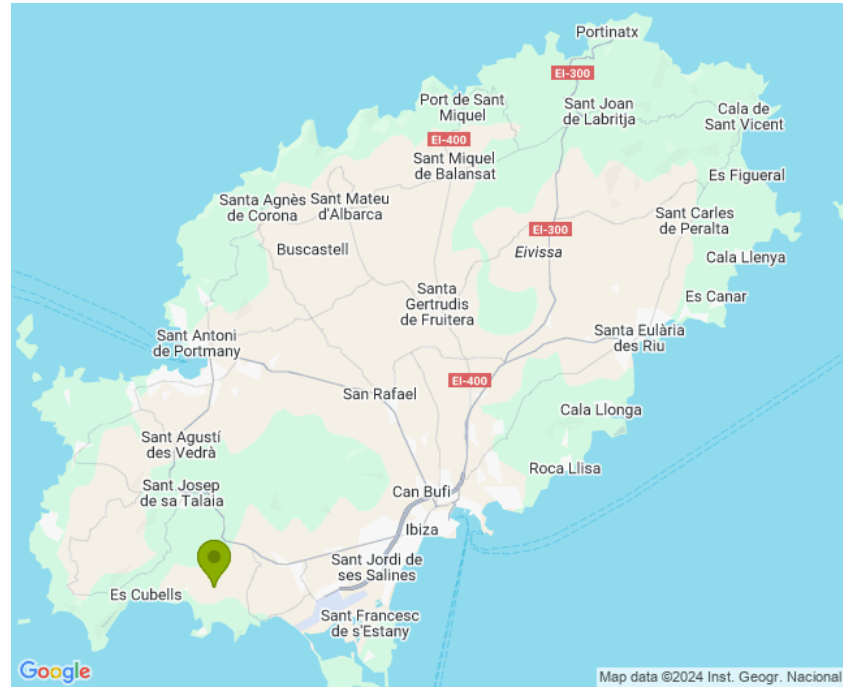 Portinatx
EI-300
Port de Sant
Miquel
Sant Joan
de Labritja
Cala de
Sant Vicent
EI-400
Sant Miquel
de Balansat
Es Figueral
Santa Agnès
de Corona
Sant Mateu
d'Albarca
Sant Carles
de Peralta
EI-300
Buscastell
Eivissa
Cala Llenya
Santa
Gertrudis
de Fruitera
Es Canar
Sant Antoni
de Portmany
Santa Eulària
des Riu
EI-400
San Rafael
Cala Llonga
Sant Agustí
des Vedrà
Roca Llisa
Sant Josep
de sa Talaia
Can Bufí
Ibiza
Sant Jordi de
ses Salines
Es Cubells
Sant Francesc
de s'Estany
Google
Map data ©2024 Inst. Geogr. Nacional